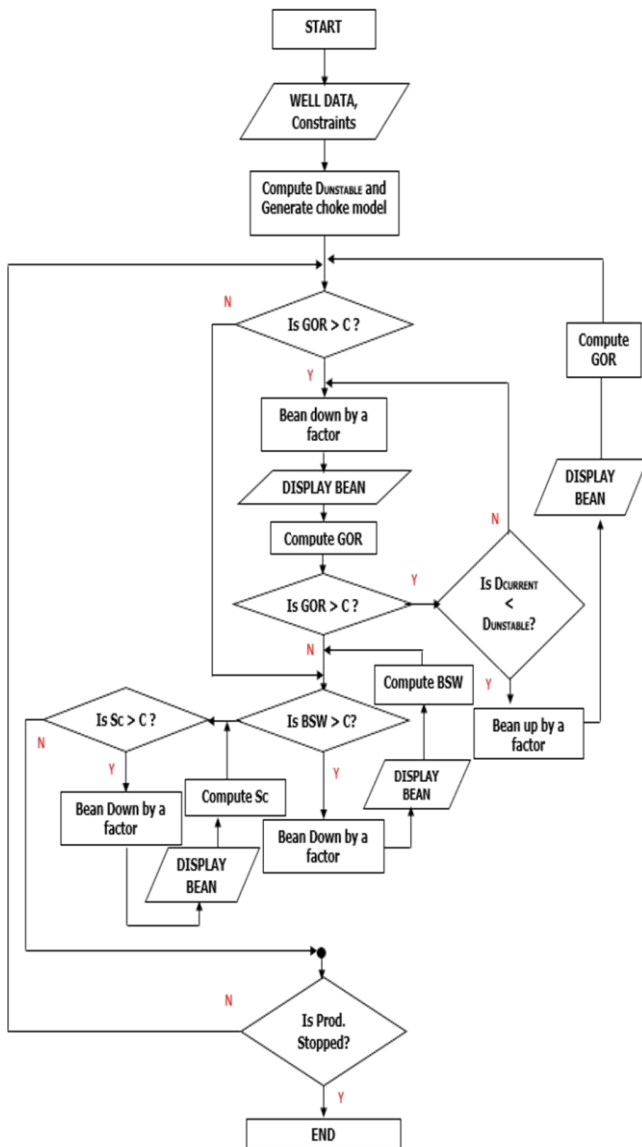 START
WELL DATA,
Constraints
Compute DUNSTABLE and
Generate choke model
N
Is GOR > C ?
Y
Compute
GOR
Bean down by a
factor
DISPLAY
BEAN
DISPLAY BEAN
N
Compute GOR
Is GOR > C ?
Y
Is DCURRENT
<
DUNSTABLE?
N
Compute BSW
Y
Is Sc > C ?
Is BSW > C?
Bean up by a
factor
N
Y
Y
DISPLAY
BEAN
Compute Sc
Bean Down by a
factor
Bean Down by a
factor
DISPLAY
BEAN
N
Is Prod.
Stopped?
Y
END